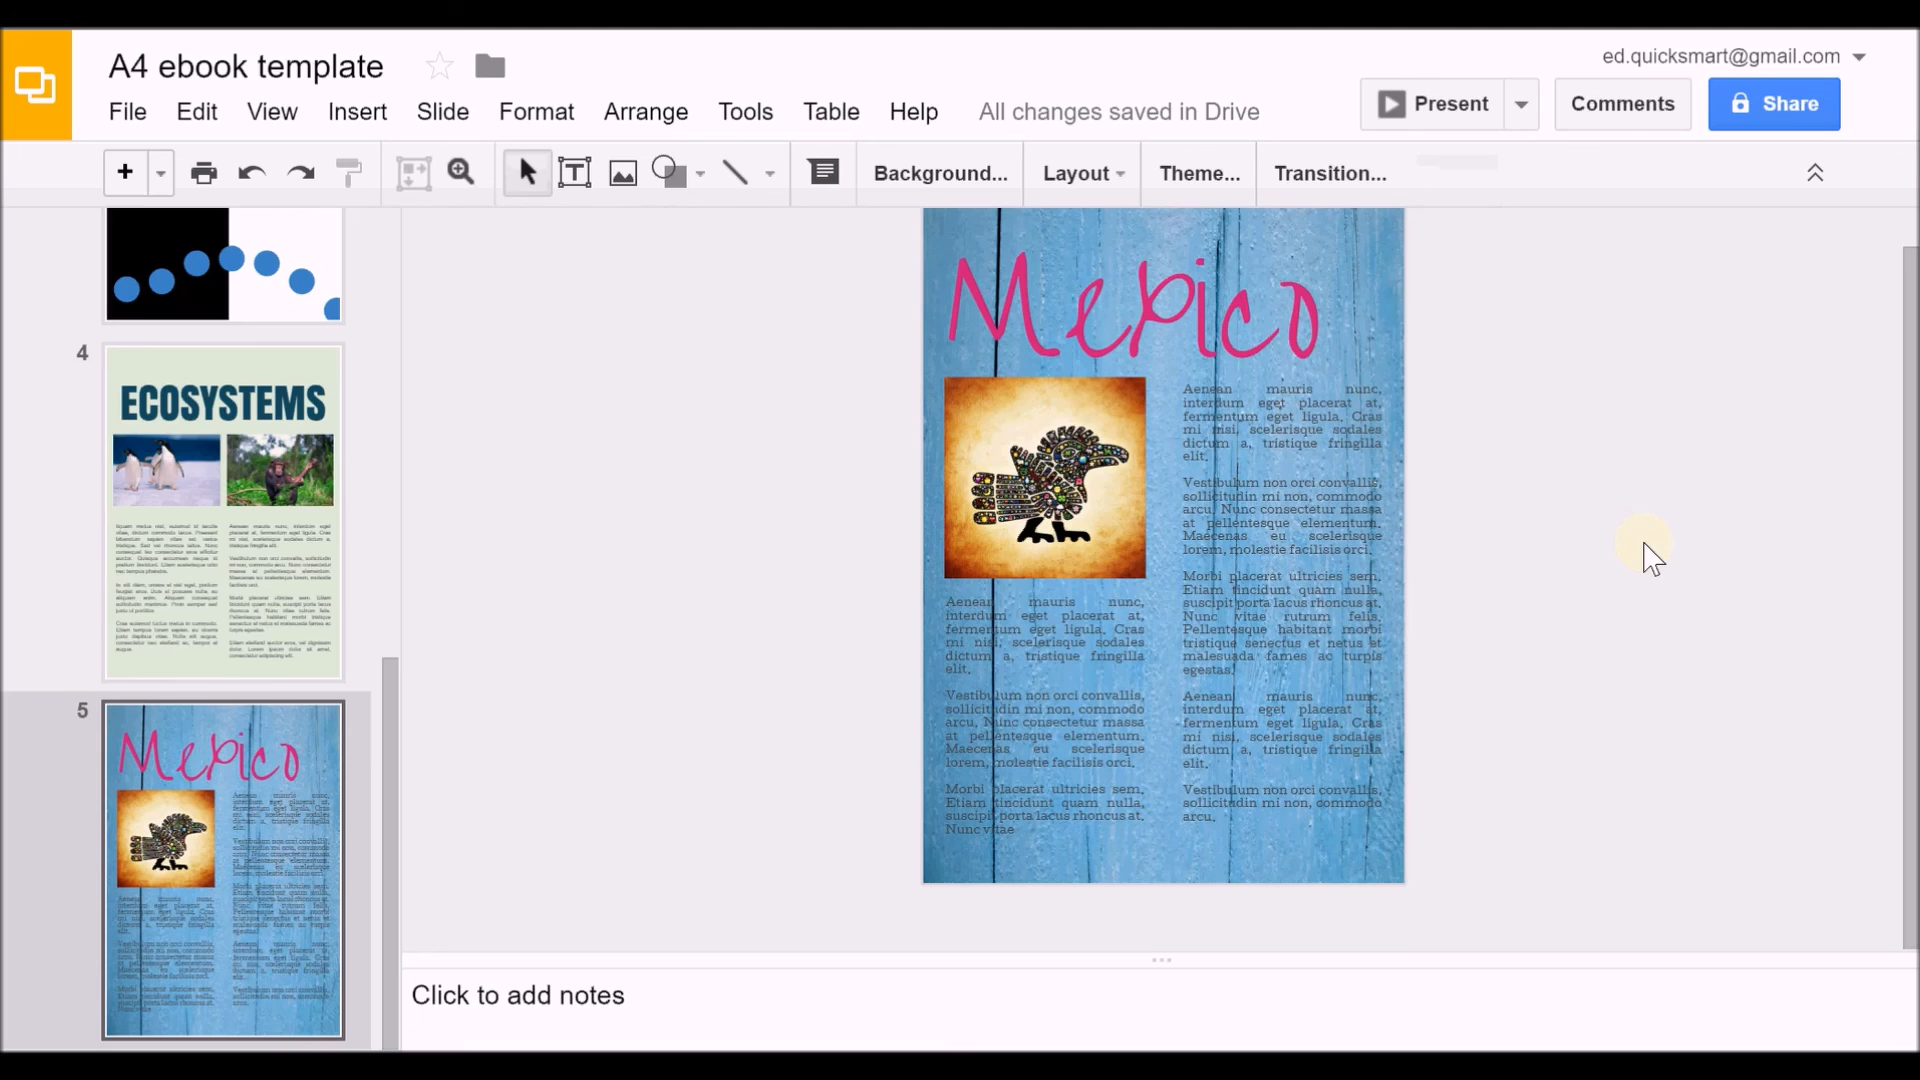 A4 ebook template
ed.quicksmart@gmail.com
File Edit View Insert Slide Format Arrange Tools Table Help All changes saved in Drive
Present Comments Share
Background... Layout Theme... Transition...
4
ECOSYSTEMS
5
Mexico
Mexico
Aenean mauris nunc,
interdum eget placerat at,
fermentum eget ligula. Cras
mi nisi, scelerisque sodales
dictum a, tristique fringilla
elit.
Vestibulum non orci convallis,
sollicitudin mi non, commodo
arcu. Nunc consectetur massa
at pellentesque elementum.
Maecenas eu scelerisque
lorem, molestie facilisis orci.
Morbi placerat ultricies sem.
Etiam tincidunt quam nulla,
suscipit porta lacus rhoncus at.
Nunc vitae
Aenean mauris nunc,
interdum eget placerat at,
fermentum eget ligula. Cras
mi nisi, scelerisque sodales
dictum a, tristique fringilla
elit.
Vestibulum non orci convallis,
sollicitudin mi non, commodo
arcu. Nunc consectetur massa
at pellentesque elementum.
Maecenas eu scelerisque
lorem, molestie facilisis orci.
Morbi placerat ultricies sem.
Etiam tincidunt quam nulla,
suscipit porta lacus rhoncus at.
Nunc vitae rutrum felis.
Pellentesque habitant morbi
tristique senectus et netus et
malesuada fames ac turpis
egestas.
Aenean mauris nunc,
interdum eget placerat at,
fermentum eget ligula. Cras
mi nisi, scelerisque sodales
dictum a, tristique fringilla
elit.
Vestibulum non orci convallis,
sollicitudin mi non, commodo
arcu.
Click to add notes